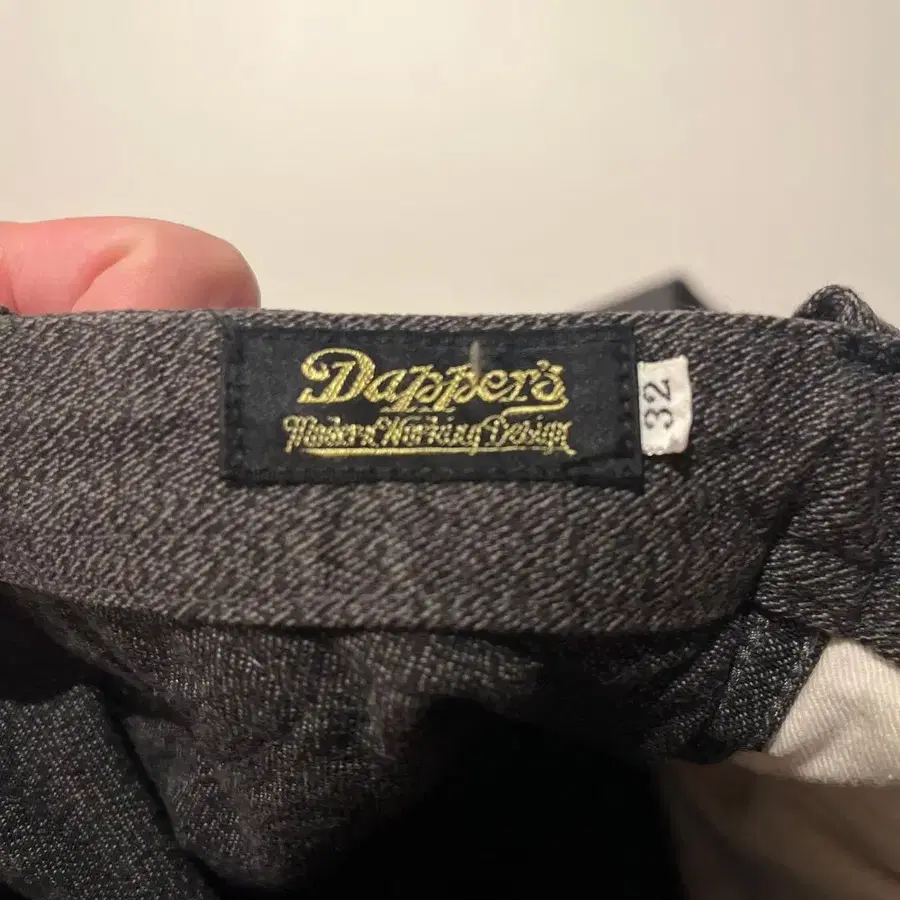 Dapper's
Modern Working Design
32